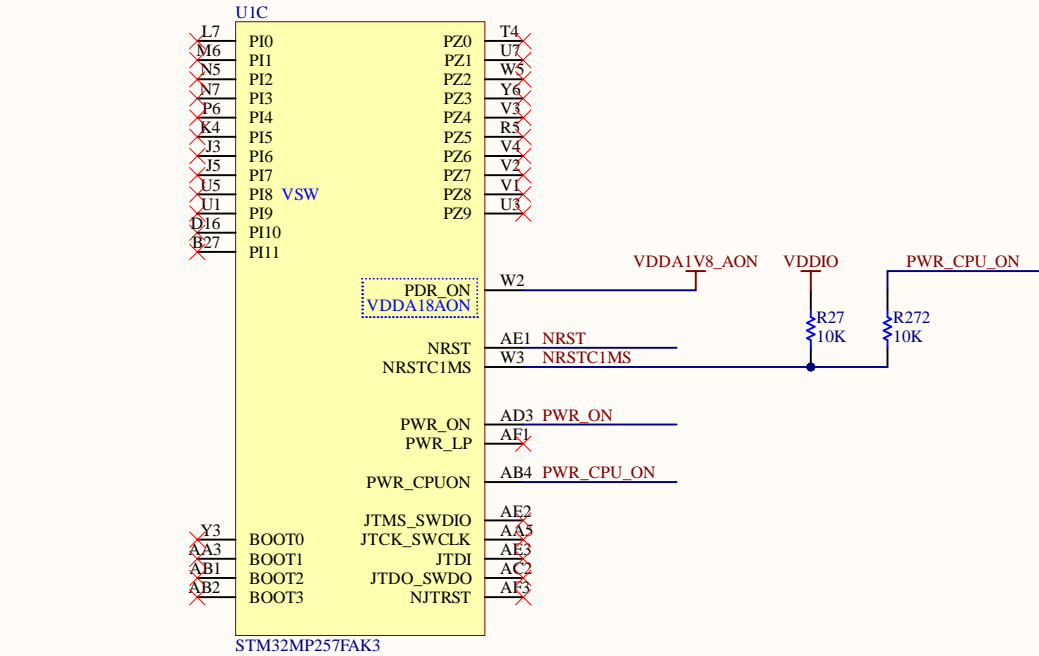 U1C
L7 PI0 PZ0 T4
M6 PI1 PZ1 U7
N5 PI2 PZ2 W5
N7 PI3 PZ3 Y6
P6 PI4 PZ4 V3
K4 PI5 PZ5 R5
J3 PI6 PZ6 V4
J5 PI7 PZ7 V2
U5 PI8 VSW PZ8 V1
U1 PI9 PZ9 U3
D16 PI10
B27 PI11
VDDA1V8_AON VDDIO PWR_CPU_ON
PDR_ON W2
VDDA18AON
R27 R272
10K 10K
NRST AE1 NRST
NRSTC1MS W3 NRSTC1MS
PWR_ON AD3 PWR_ON
PWR_LP AF1
PWR_CPUON AB4 PWR_CPU_ON
JTMS_SWDIO AE2
Y3 BOOT0 JTCK_SWCLK AA5
AA3 BOOT1 JTDI AE3
AB1 BOOT2 JTDO_SWDO AC2
AB2 BOOT3 NJTRST AF3
STM32MP257FAK3